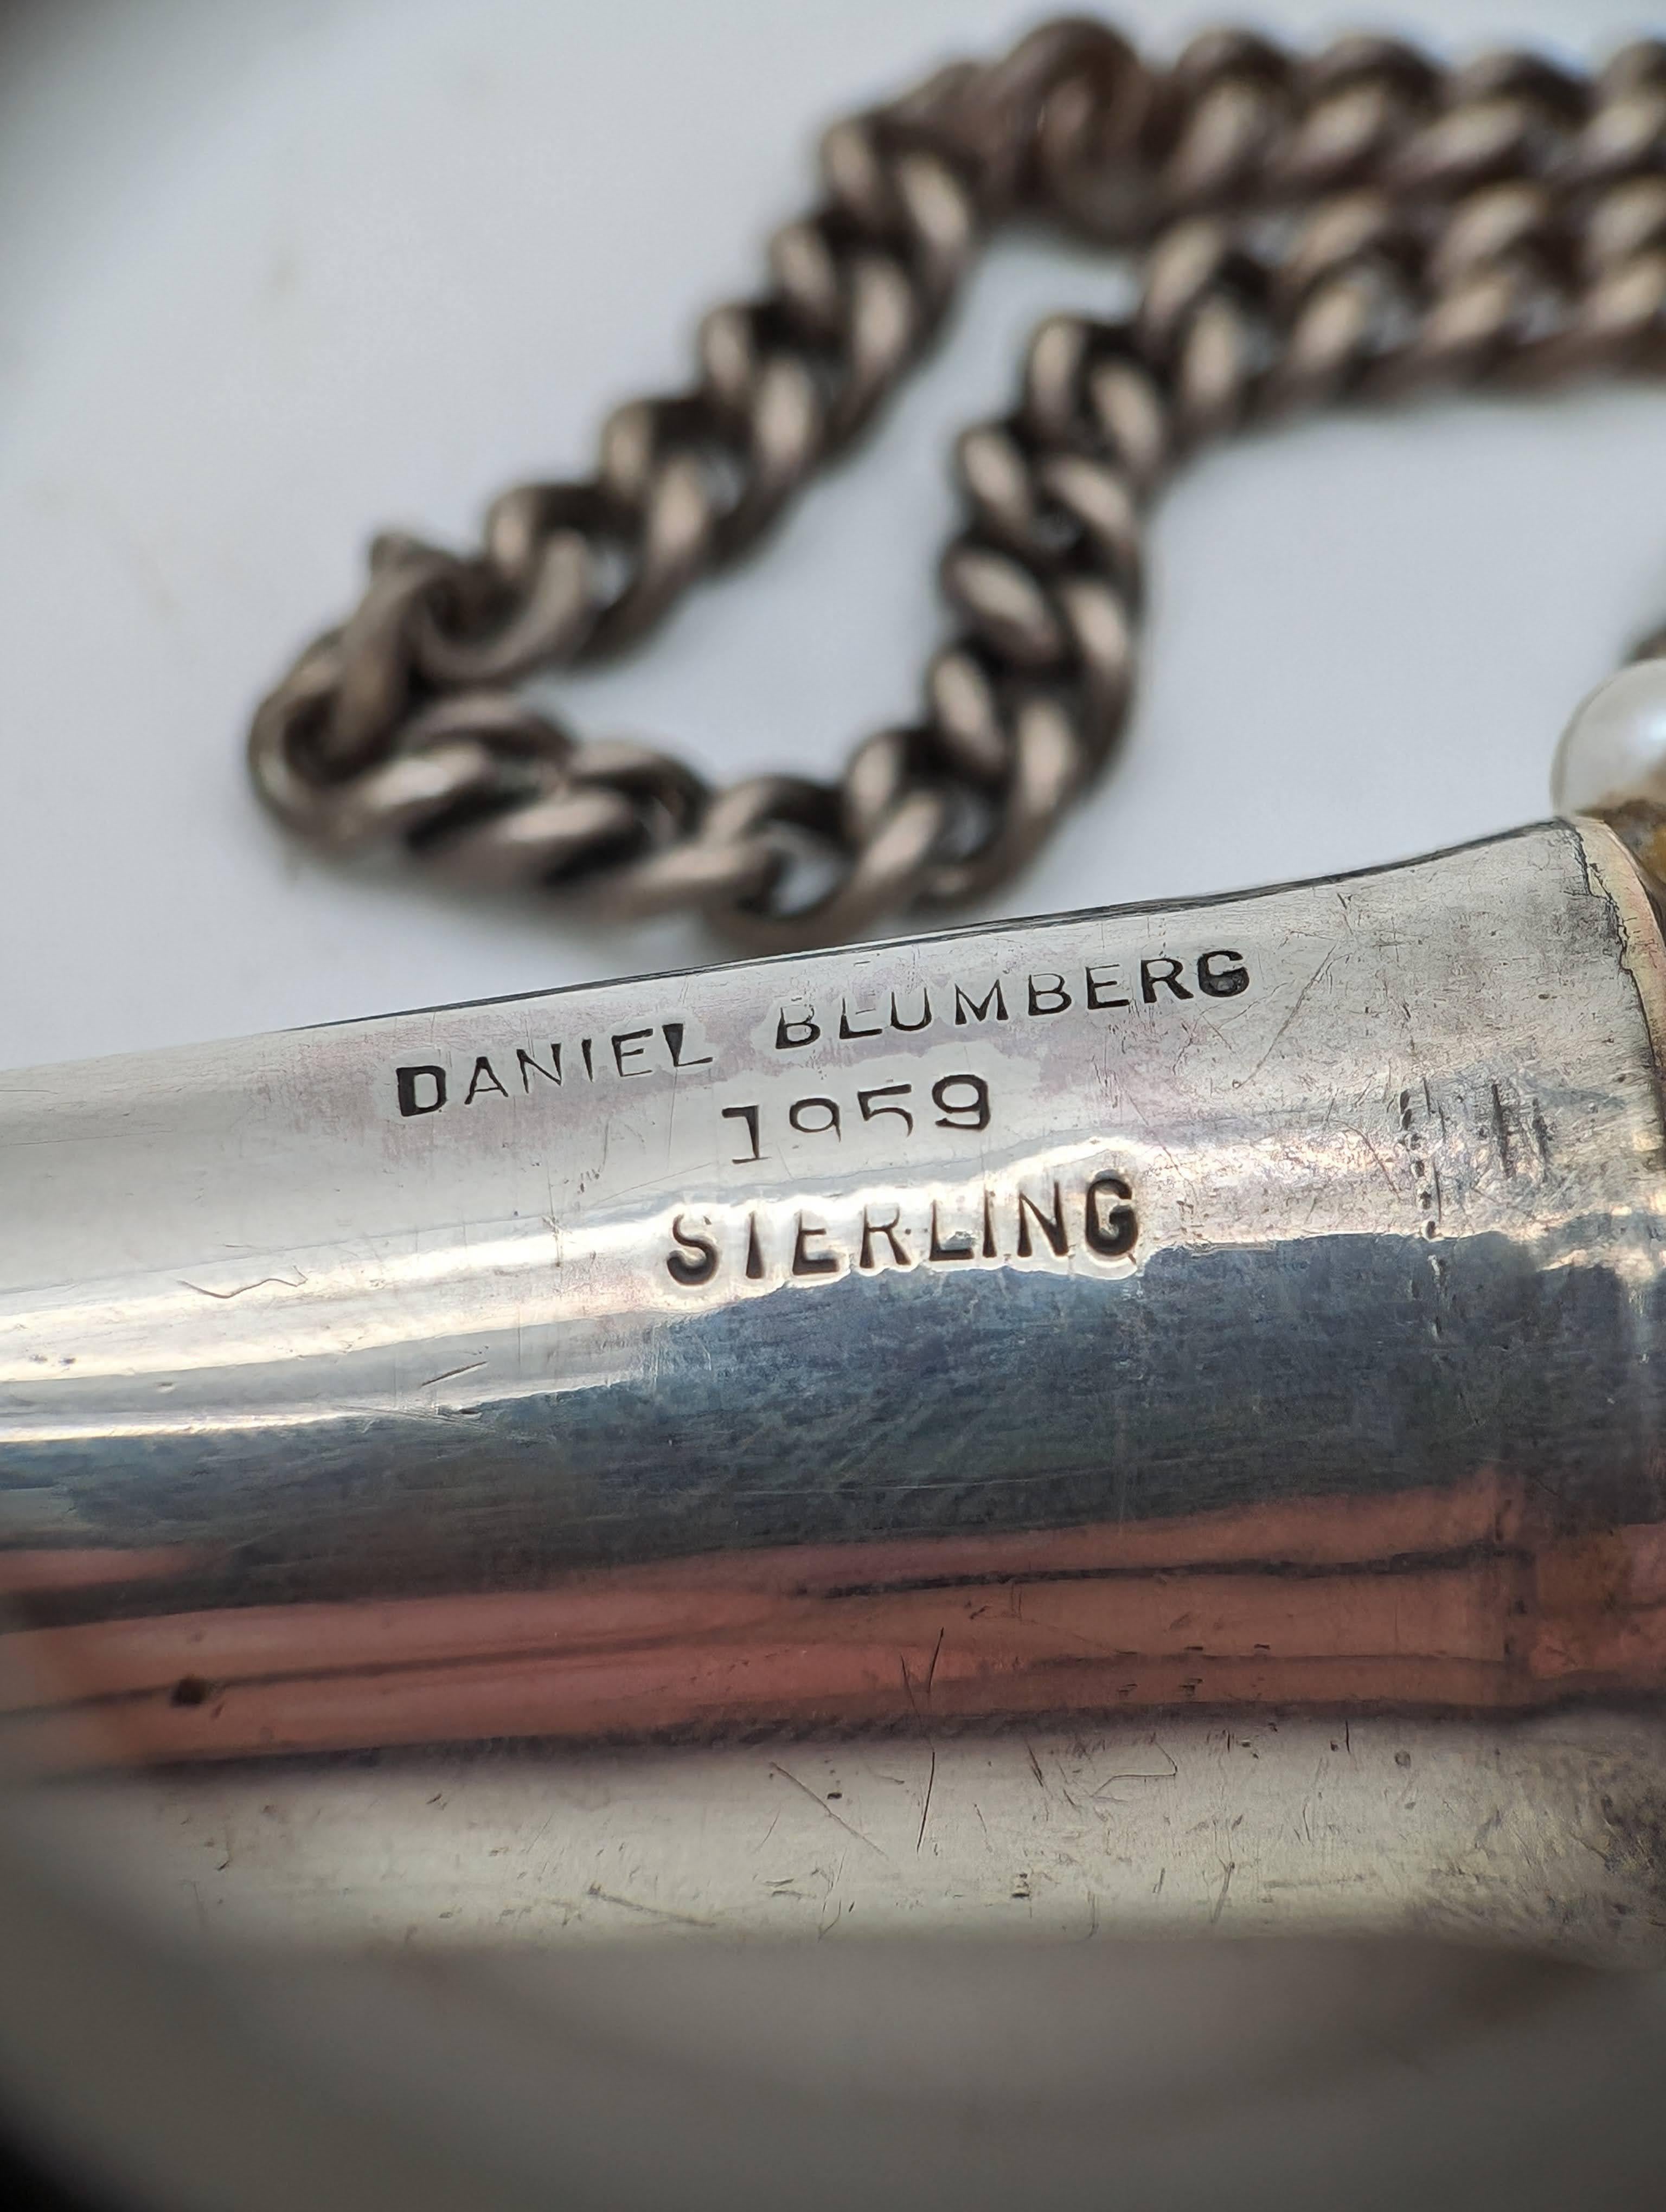 DANIEL BLUMBERG
1959
STERLING